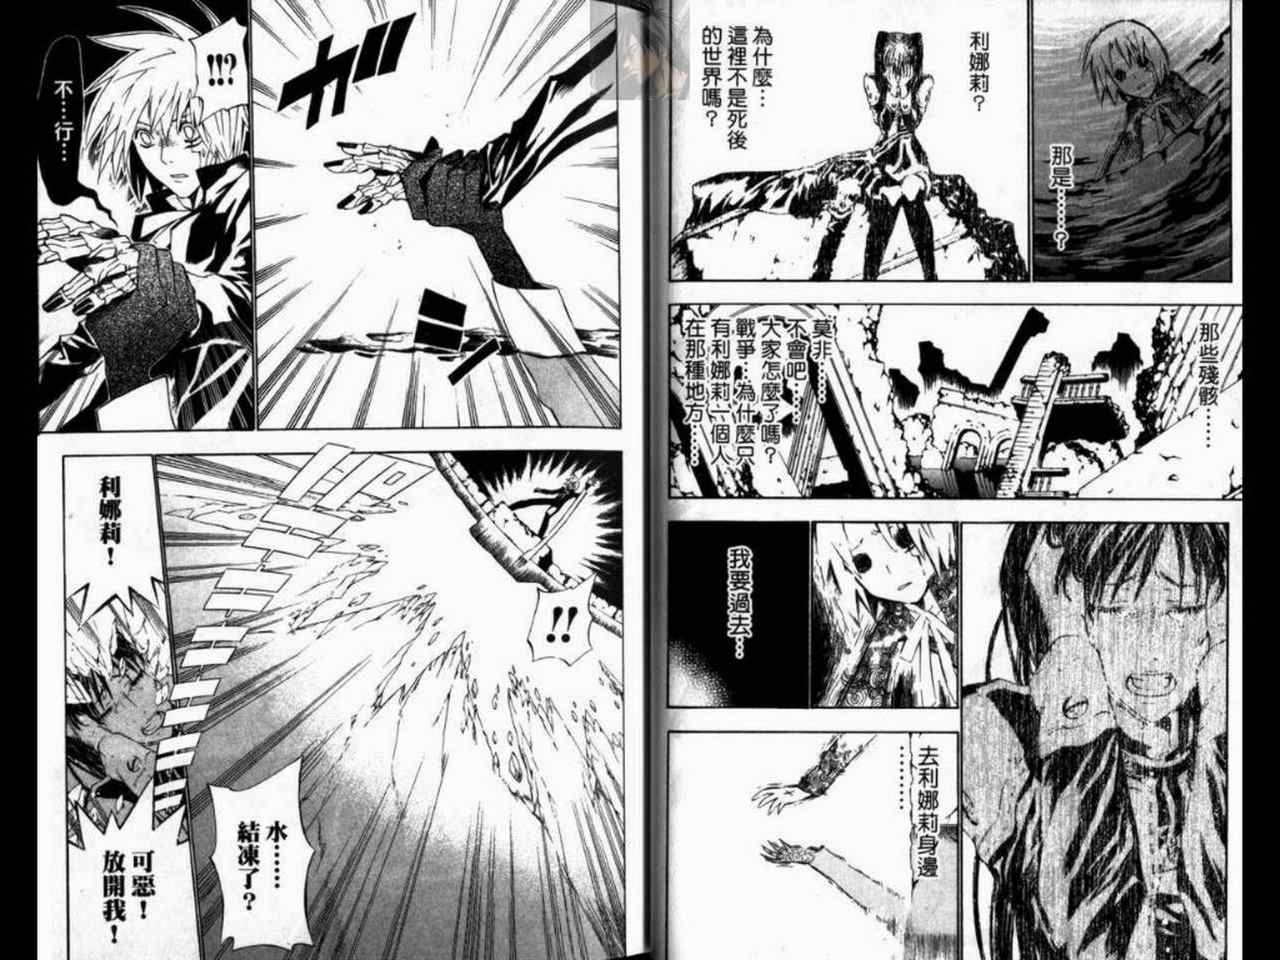 那是……？
利娜莉？
為什麼…
這裡不是死後
的世界嗎？
那些殘骸……
莫非……
不會吧……
大家怎麼了嗎？
戰爭…為什麼只
有利娜莉一個人
在那種地方……
我要過去…
去利娜莉身邊
………
ガッ
!!!?
不…行…
!!
水……
結凍了？
利娜莉！
可惡！
放開我！